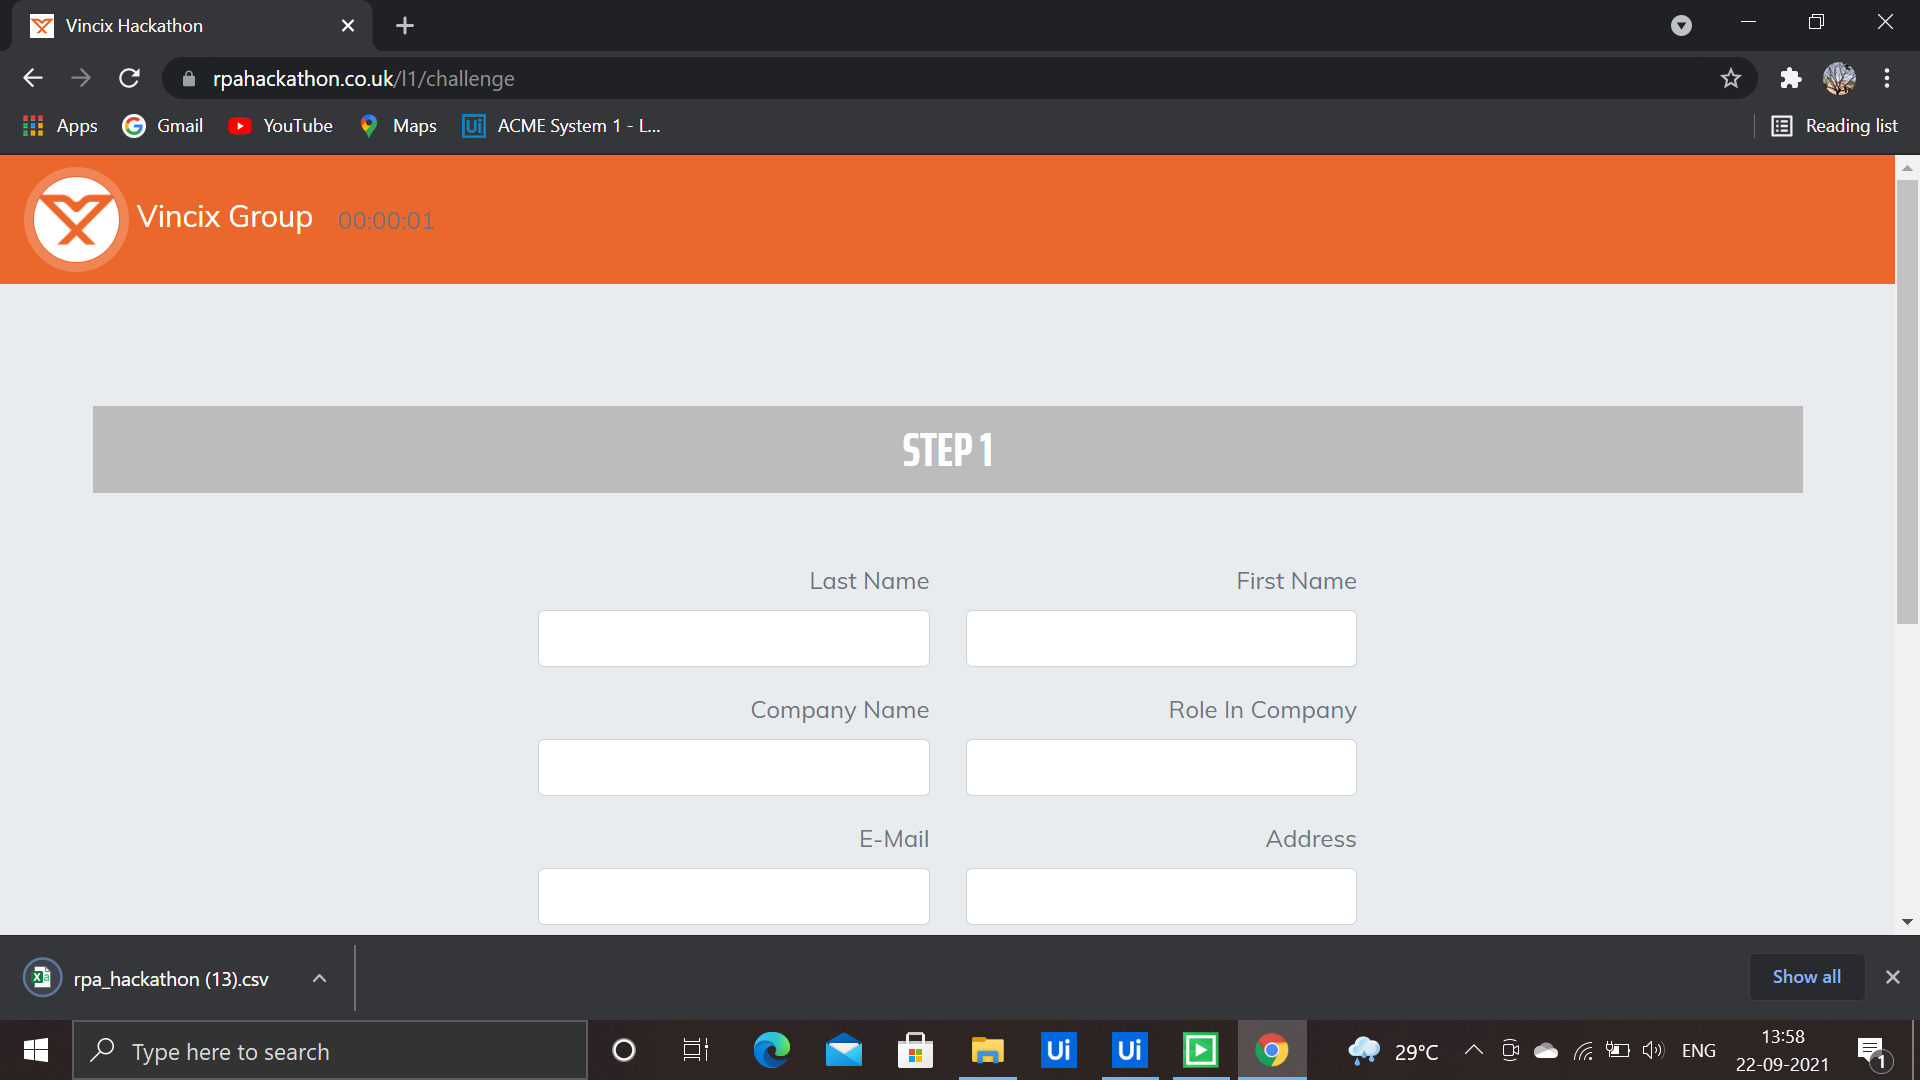 Vincix Hackathon
rpahackathon.co.uk/l1/challenge
Apps Gmail YouTube Maps Ui ACME System 1 - L... Reading list
Vincix Group 00:00:01
STEP 1
Last Name First Name
Company Name Role In Company
E-Mail Address
rpa_hackathon (13).csv Show all
Type here to search Ui Ui 29°C ENG 13:58
22-09-2021 1